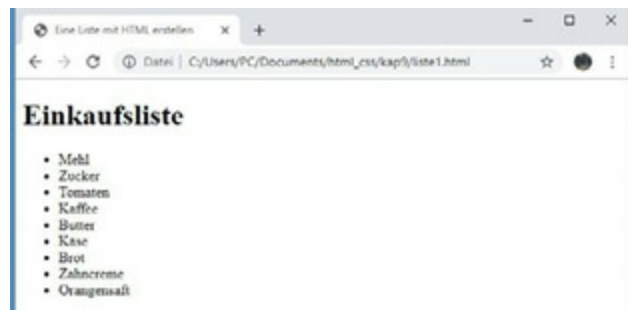 Eine Liste mit HTML erstellen
Datei | C:/Users/PC/Documents/html_css/kap9/liste1.html
Einkaufsliste
Mehl
Zucker
Tomaten
Kaffee
Butter
Käse
Brot
Zahncreme
Orangensaft